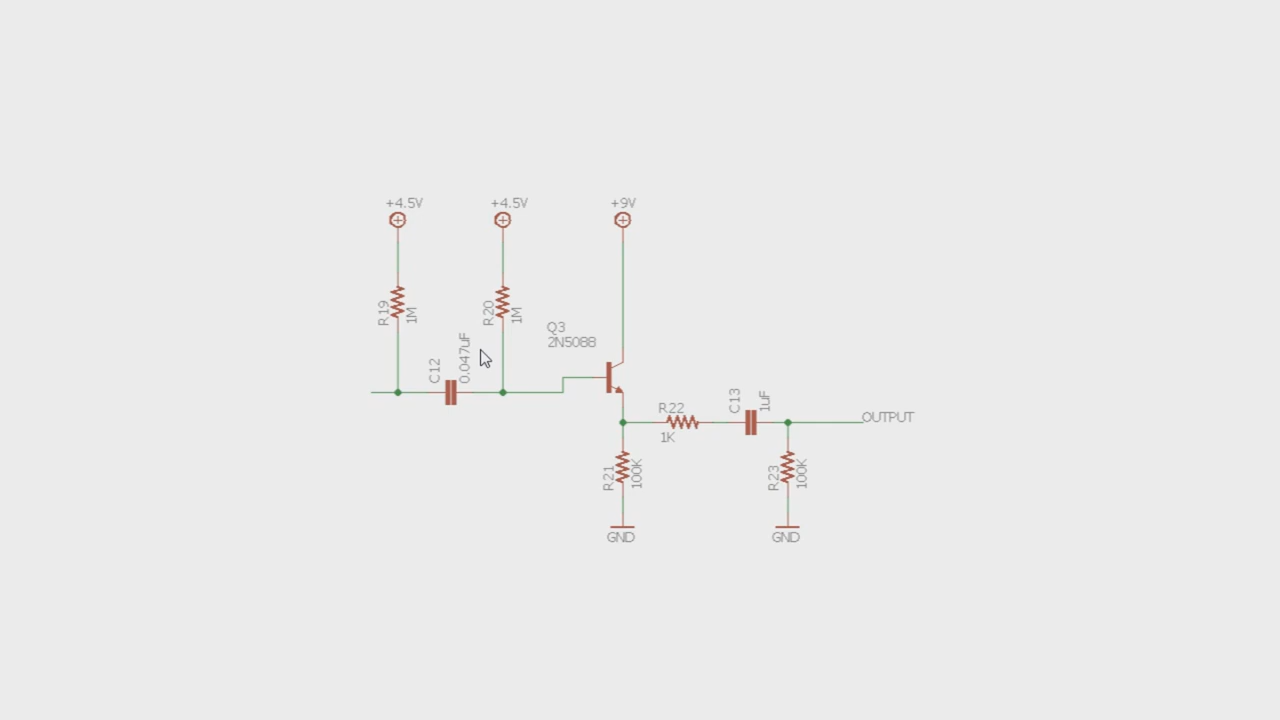 +4.5V
+4.5V
+9V
R19
1M
R20
1M
Q3
2N5088
C12
0.047uF
R22
1K
C13
1uF
OUTPUT
R21
100K
R23
100K
GND
GND